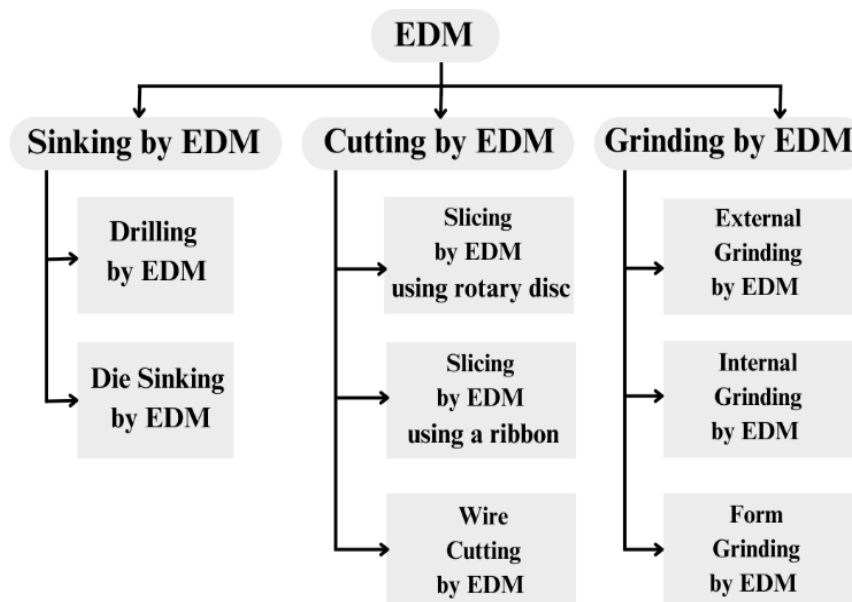 EDM
Sinking by EDM
Drilling
by EDM
Die Sinking
by EDM
Cutting by EDM
Slicing
by EDM
using rotary disc
Slicing
by EDM
using a ribbon
Wire
Cutting
by EDM
Grinding by EDM
External
Grinding
by EDM
Internal
Grinding
by EDM
Form
Grinding
by EDM